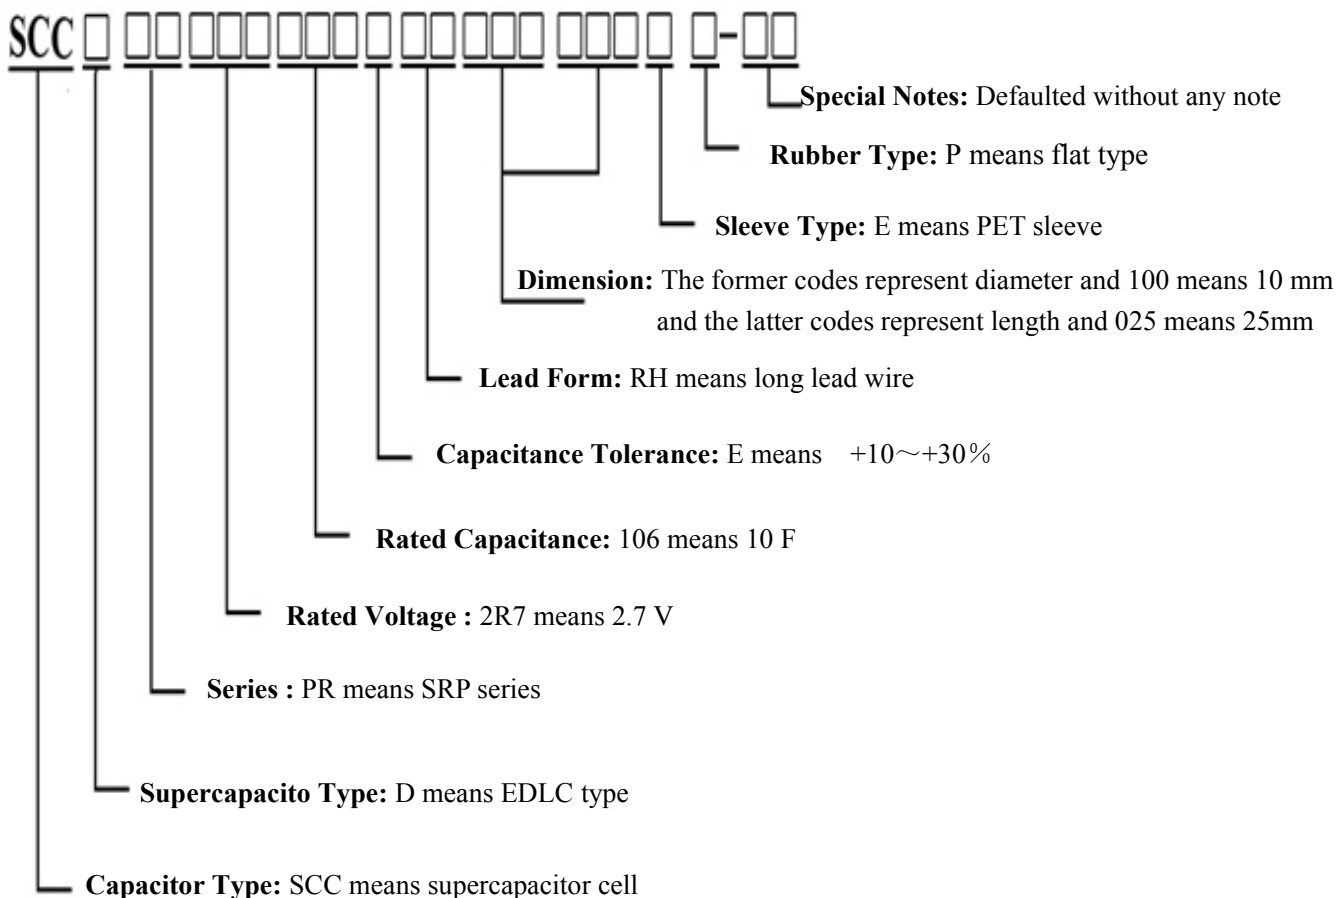 SCC□ □□ □□□ □□□ □ □□ □□□ □□□ □ □-□□
Special Notes: Defaulted without any note
Rubber Type: P means flat type
Sleeve Type: E means PET sleeve
Dimension: The former codes represent diameter and 100 means 10 mm
and the latter codes represent length and 025 means 25mm
Lead Form: RH means long lead wire
Capacitance Tolerance: E means +10～+30％
Rated Capacitance: 106 means 10 F
Rated Voltage : 2R7 means 2.7 V
Series : PR means SRP series
Supercapacito Type: D means EDLC type
Capacitor Type: SCC means supercapacitor cell